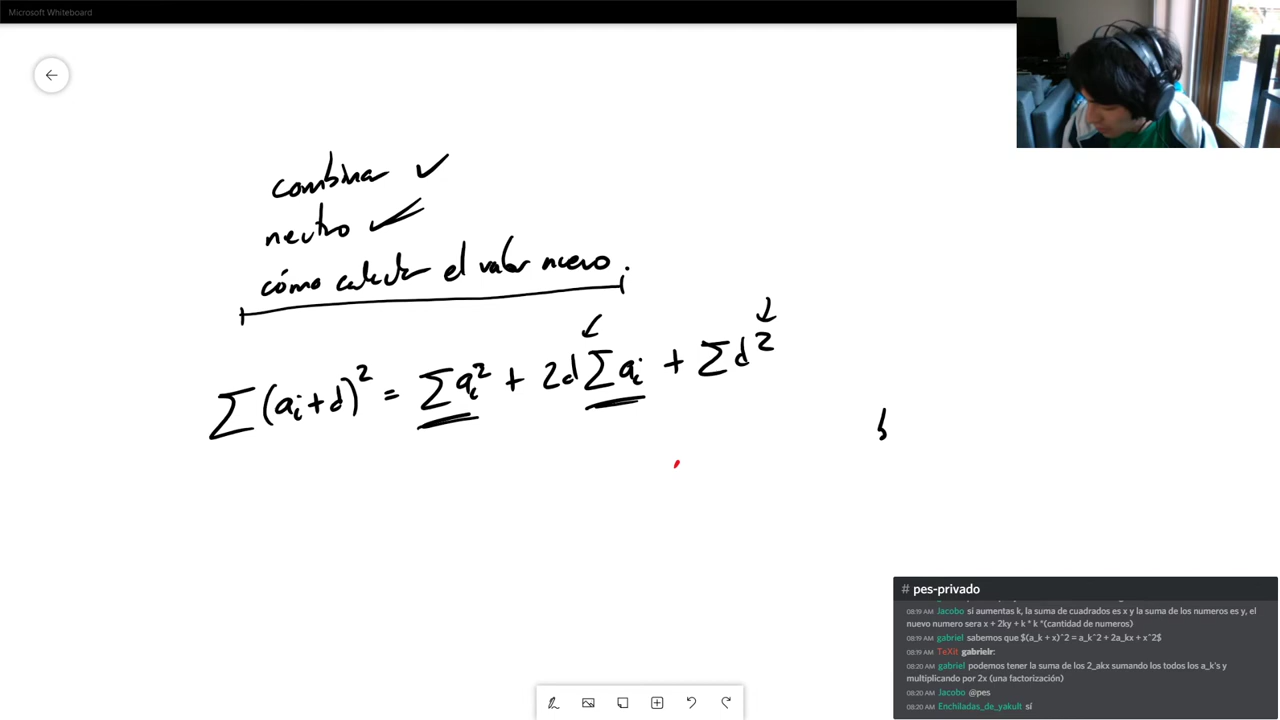 Microsoft Whiteboard
combinar ✓
neutro ✓
cómo calcular el valor nuevo.
∑(aᵢ+d)² = ∑aᵢ² + 2d∑aᵢ + ∑d²
# pes-privado
08:19 AM Jacobo si aumentas k, la suma de cuadrados es x y la suma de los numeros es y, el
nuevo numero sera x + 2ky + k * k *(cantidad de numeros)
08:19 AM gabriel sabemos que $(a_k + x)^2 = a_k^2 + 2a_kx + x^2$
08:19 AM TeXit gabrielr:
08:20 AM gabriel podemos tener la suma de los 2_akx sumando los todos los a_k's y
multiplicando por 2x (una factorización)
08:20 AM Jacobo @pes
08:20 AM Enchiladas_de_yakult sí